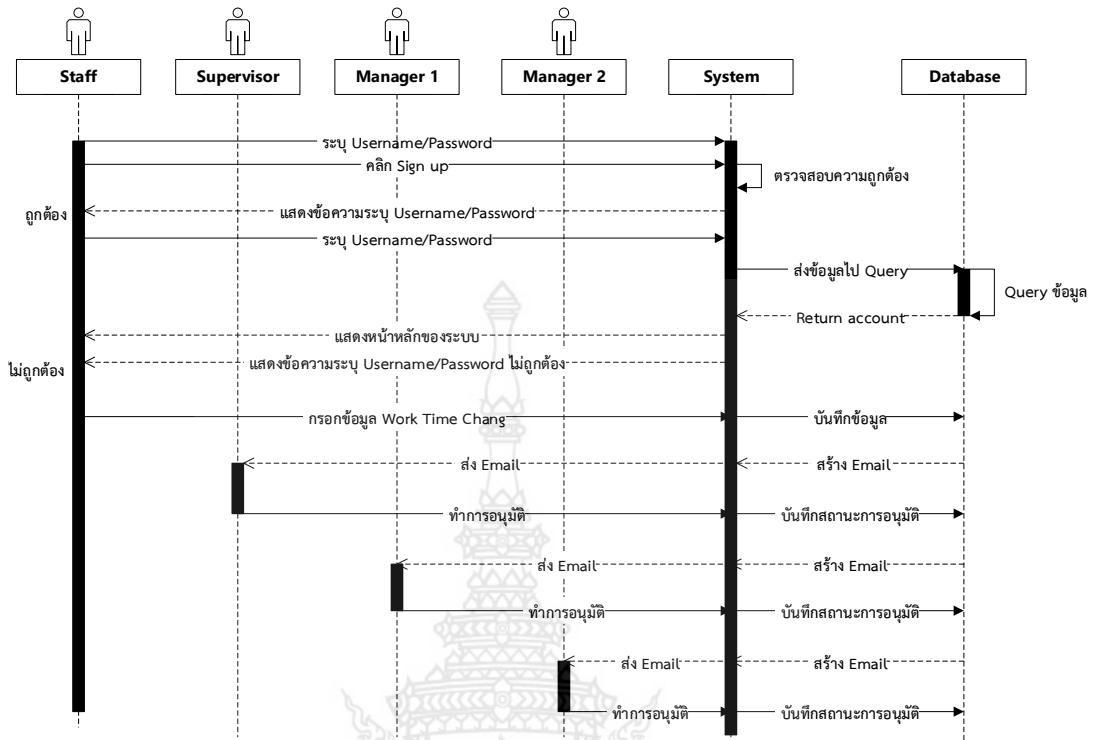 Staff
Supervisor
Manager 1
Manager 2
System
Database
ระบุ Username/Password
คลิก Sign up
ตรวจสอบความถูกต้อง
ถูกต้อง
แสดงข้อความระบุ Username/Password
ระบุ Username/Password
ส่งข้อมูลไป Query
Query ข้อมูล
Return account
แสดงหน้าหลักของระบบ
ไม่ถูกต้อง
แสดงข้อความระบุ Username/Password ไม่ถูกต้อง
กรอกข้อมูล Work Time Chang
บันทึกข้อมูล
ส่ง Email
สร้าง Email
ทำการอนุมัติ
บันทึกสถานะการอนุมัติ
ส่ง Email
สร้าง Email
ทำการอนุมัติ
บันทึกสถานะการอนุมัติ
ส่ง Email
สร้าง Email
ทำการอนุมัติ
บันทึกสถานะการอนุมัติ